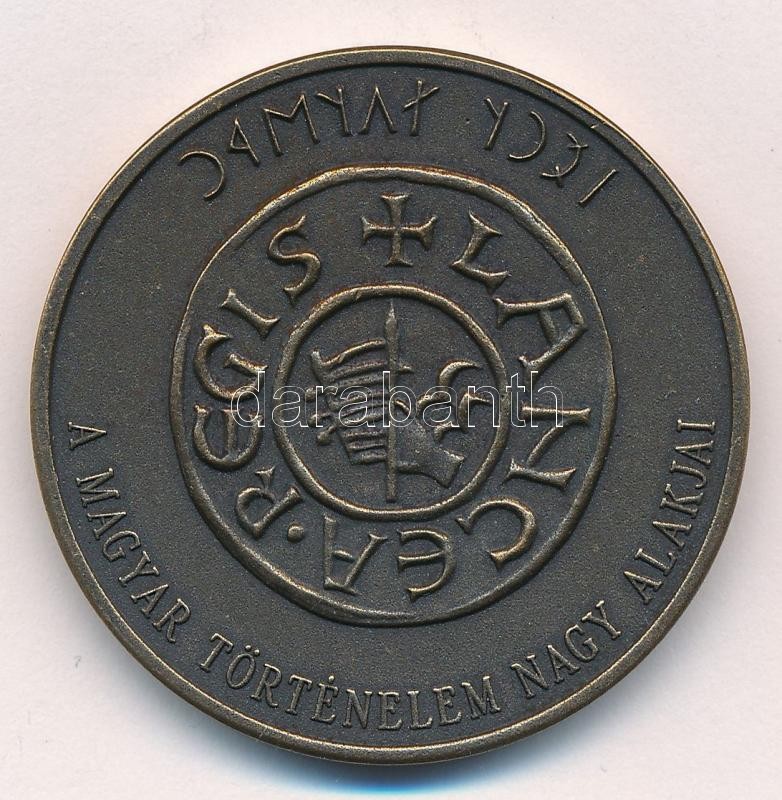 + LANCEA · REGIS
A MAGYAR TÖRTÉNELEM NAGY ALAKJAI
darabanth